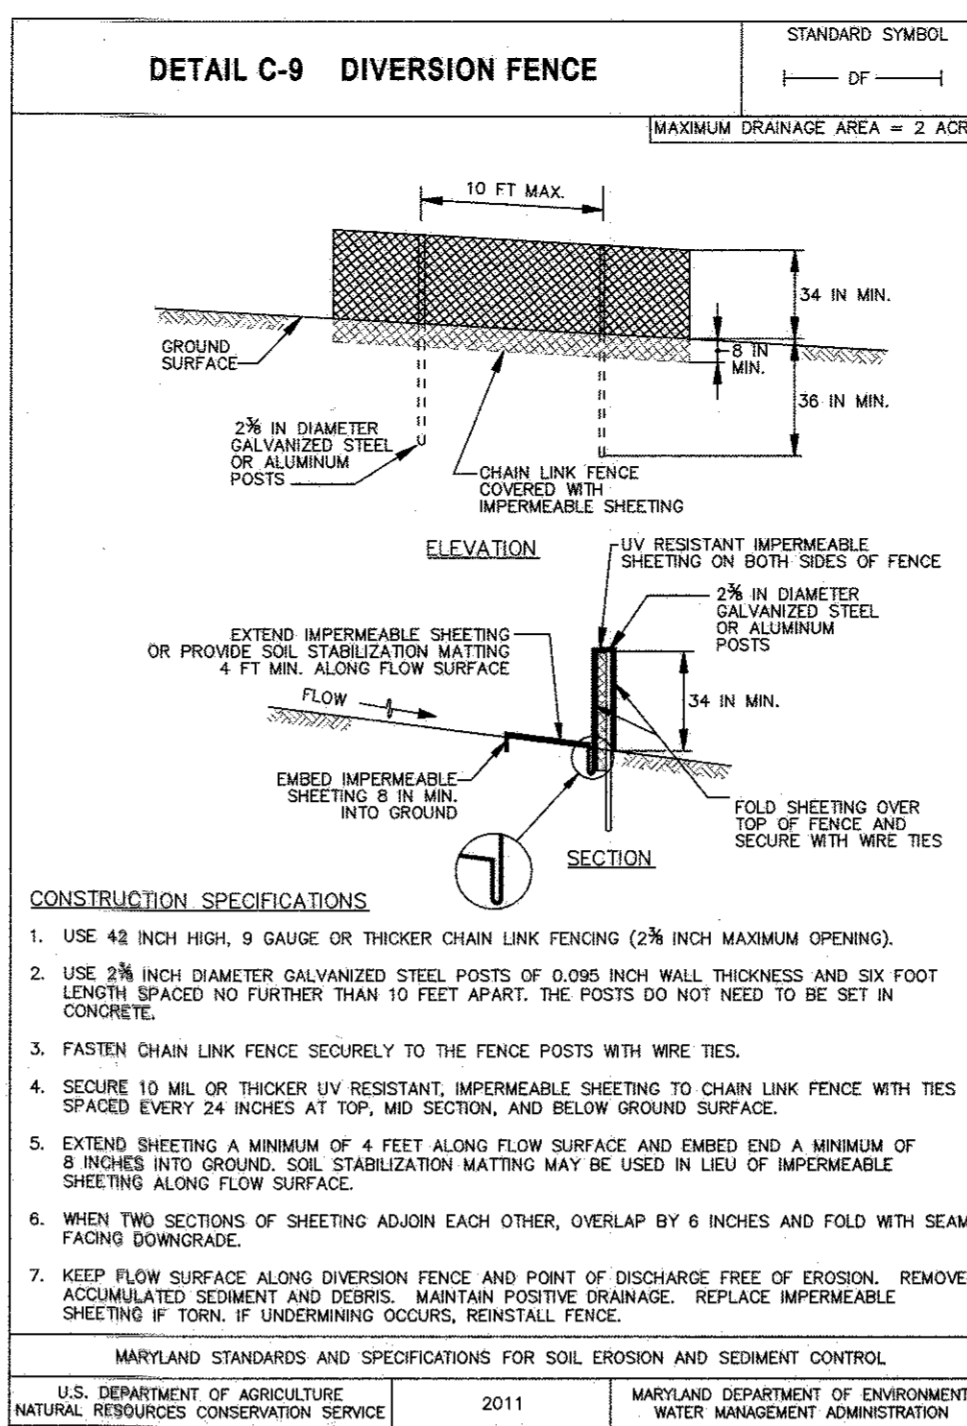 DETAIL C-9 DIVERSION FENCE
STANDARD SYMBOL
DF
MAXIMUM DRAINAGE AREA = 2 ACR
10 FT MAX.
34 IN MIN.
GROUND
SURFACE
8 IN
MIN.
36 IN MIN.
2⅜ IN DIAMETER
GALVANIZED STEEL
OR ALUMINUM
POSTS
CHAIN LINK FENCE
COVERED WITH
IMPERMEABLE SHEETING
ELEVATION
UV RESISTANT IMPERMEABLE
SHEETING ON BOTH SIDES OF FENCE
2⅜ IN DIAMETER
GALVANIZED STEEL
OR ALUMINUM
POSTS
EXTEND IMPERMEABLE SHEETING
OR PROVIDE SOIL STABILIZATION MATTING
4 FT MIN. ALONG FLOW SURFACE
FLOW
34 IN MIN.
EMBED IMPERMEABLE
SHEETING 8 IN MIN.
INTO GROUND
FOLD SHEETING OVER
TOP OF FENCE AND
SECURE WITH WIRE TIES
SECTION
CONSTRUCTION SPECIFICATIONS
1. USE 42 INCH HIGH, 9 GAUGE OR THICKER CHAIN LINK FENCING (2⅜ INCH MAXIMUM OPENING).
2. USE 2⅜ INCH DIAMETER GALVANIZED STEEL POSTS OF 0.095 INCH WALL THICKNESS AND SIX FOOT
LENGTH SPACED NO FURTHER THAN 10 FEET APART. THE POSTS DO NOT NEED TO BE SET IN
CONCRETE.
3. FASTEN CHAIN LINK FENCE SECURELY TO THE FENCE POSTS WITH WIRE TIES.
4. SECURE 10 MIL OR THICKER UV RESISTANT, IMPERMEABLE SHEETING TO CHAIN LINK FENCE WITH TIES
SPACED EVERY 24 INCHES AT TOP, MID SECTION, AND BELOW GROUND SURFACE.
5. EXTEND SHEETING A MINIMUM OF 4 FEET ALONG FLOW SURFACE AND EMBED END A MINIMUM OF
8 INCHES INTO GROUND. SOIL STABILIZATION MATTING MAY BE USED IN LIEU OF IMPERMEABLE
SHEETING ALONG FLOW SURFACE.
6. WHEN TWO SECTIONS OF SHEETING ADJOIN EACH OTHER, OVERLAP BY 6 INCHES AND FOLD WITH SEAM
FACING DOWNGRADE.
7. KEEP FLOW SURFACE ALONG DIVERSION FENCE AND POINT OF DISCHARGE FREE OF EROSION. REMOVE
ACCUMULATED SEDIMENT AND DEBRIS. MAINTAIN POSITIVE DRAINAGE. REPLACE IMPERMEABLE
SHEETING IF TORN. IF UNDERMINING OCCURS, REINSTALL FENCE.
MARYLAND STANDARDS AND SPECIFICATIONS FOR SOIL EROSION AND SEDIMENT CONTROL
U.S. DEPARTMENT OF AGRICULTURE
NATURAL RESOURCES CONSERVATION SERVICE
2011
MARYLAND DEPARTMENT OF ENVIRONMENT
WATER MANAGEMENT ADMINISTRATION